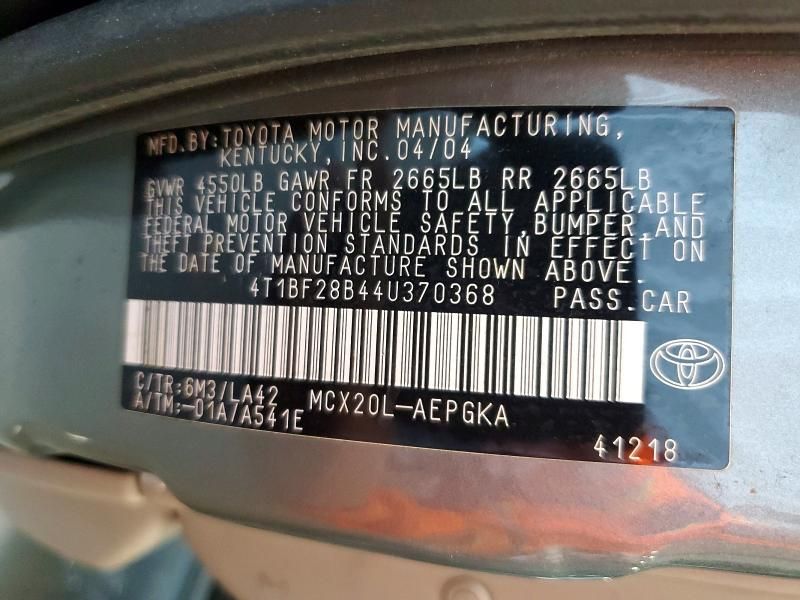 MFD. BY: TOYOTA MOTOR MANUFACTURING,
KENTUCKY, INC. 04/04
GVWR 4550LB GAWR FR 2665LB RR 2665LB
THIS VEHICLE CONFORMS TO ALL APPLICABLE
FEDERAL MOTOR VEHICLE SAFETY, BUMPER, AND
THEFT PREVENTION STANDARDS IN EFFECT ON
THE DATE OF MANUFACTURE SHOWN ABOVE.
4T1BF28B44U370368 PASS. CAR
C/TR: 6M3/LA42 MCX20L-AEPGKA
A/TM: -01A/A541E
41218